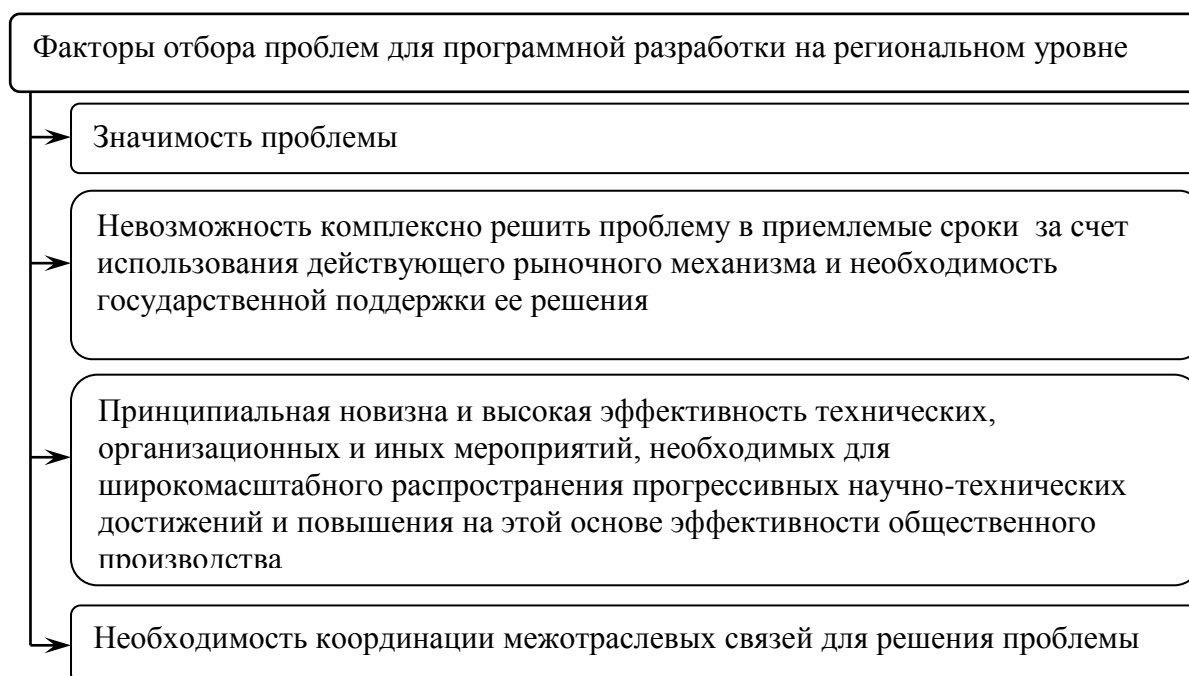 Факторы отбора проблем для программной разработки на региональном уровне
Значимость проблемы
Невозможность комплексно решить проблему в приемлемые сроки за счет
использования действующего рыночного механизма и необходимость
государственной поддержки ее решения
Принципиальная новизна и высокая эффективность технических,
организационных и иных мероприятий, необходимых для
широкомасштабного распространения прогрессивных научно-технических
достижений и повышения на этой основе эффективности общественного
производства
Необходимость координации межотраслевых связей для решения проблемы